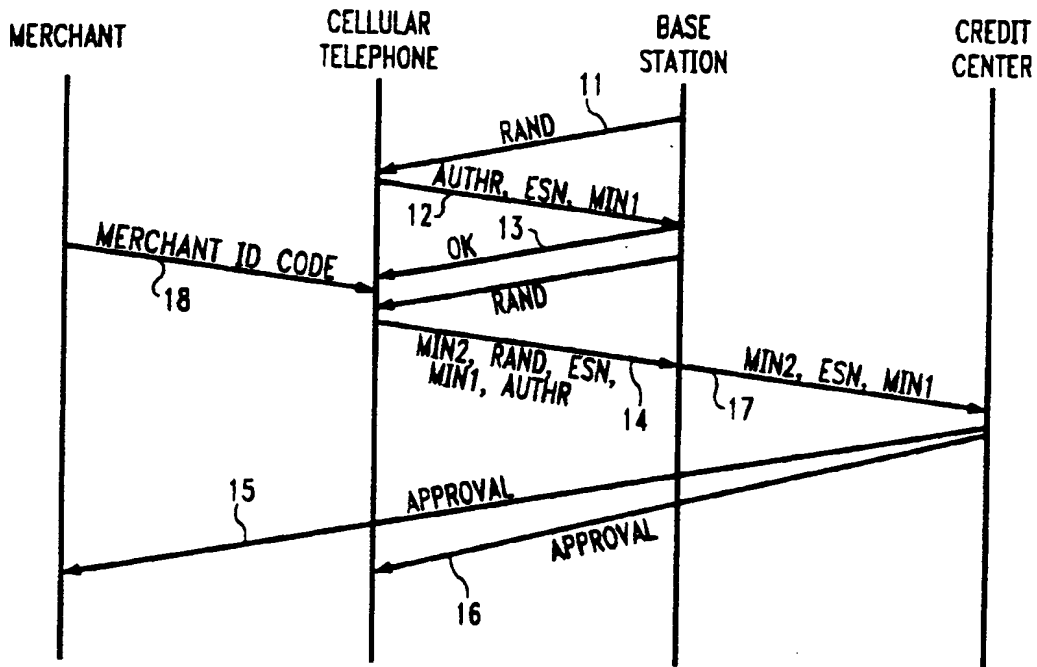 MERCHANT
CELLULAR
TELEPHONE
BASE
STATION
CREDIT
CENTER
11
RAND
AUTHR, ESN, MIN1
12
13
OK
MERCHANT ID CODE
18
RAND
MIN2, RAND, ESN,
MIN1, AUTHR
14
MIN2, ESN, MIN1
17
15
APPROVAL
APPROVAL
16